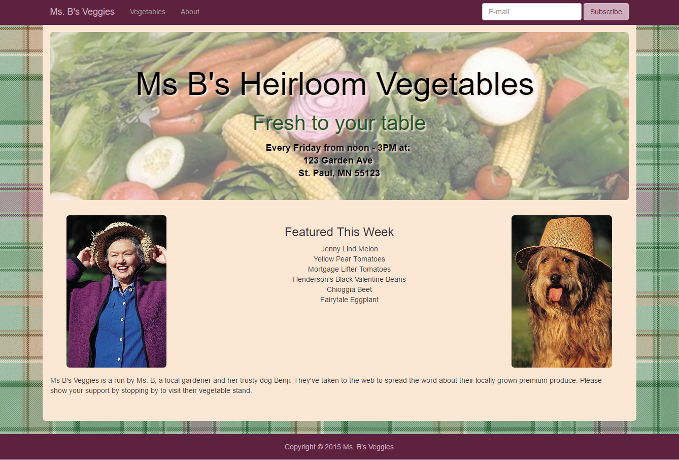 Ms. B's Veggies Vegetables About E-mail Subscribe
Ms B's Heirloom Vegetables
Fresh to your table
Every Friday from noon - 3PM at:
123 Garden Ave
St. Paul, MN 55123
Featured This Week
Jenny Lind Melon
Yellow Pear Tomatoes
Mortgage Lifter Tomatoes
Henderson's Black Valentine Beans
Chioggia Beet
Fairytale Eggplant
Ms B's Veggies is a run by Ms. B, a local gardener and her trusty dog Benji. They've taken to the web to spread the word about their locally grown premium produce. Please
show your support by stopping by to visit their vegetable stand.
Copyright © 2015 Ms. B's Veggies